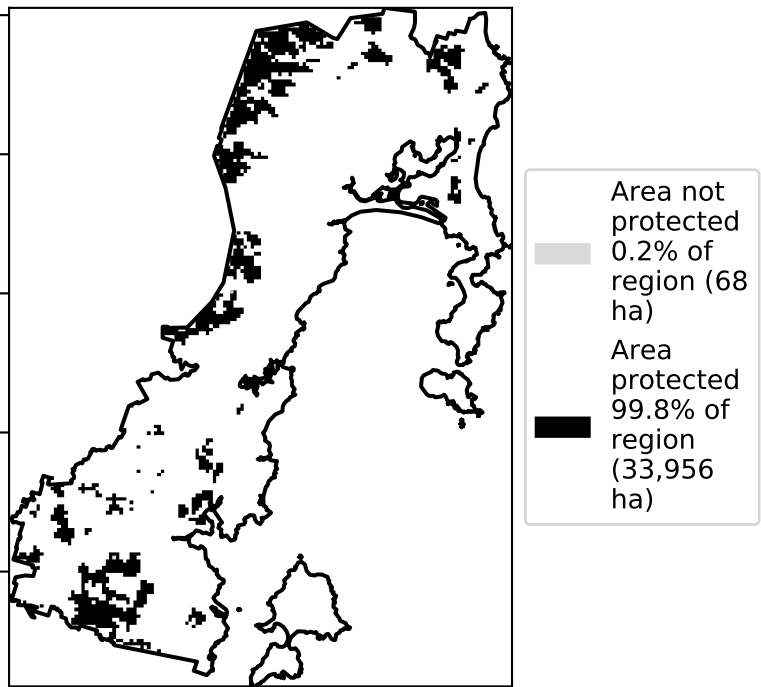 Area not
protected
0.2% of
region (68
ha)
Area
protected
99.8% of
region
(33,956
ha)